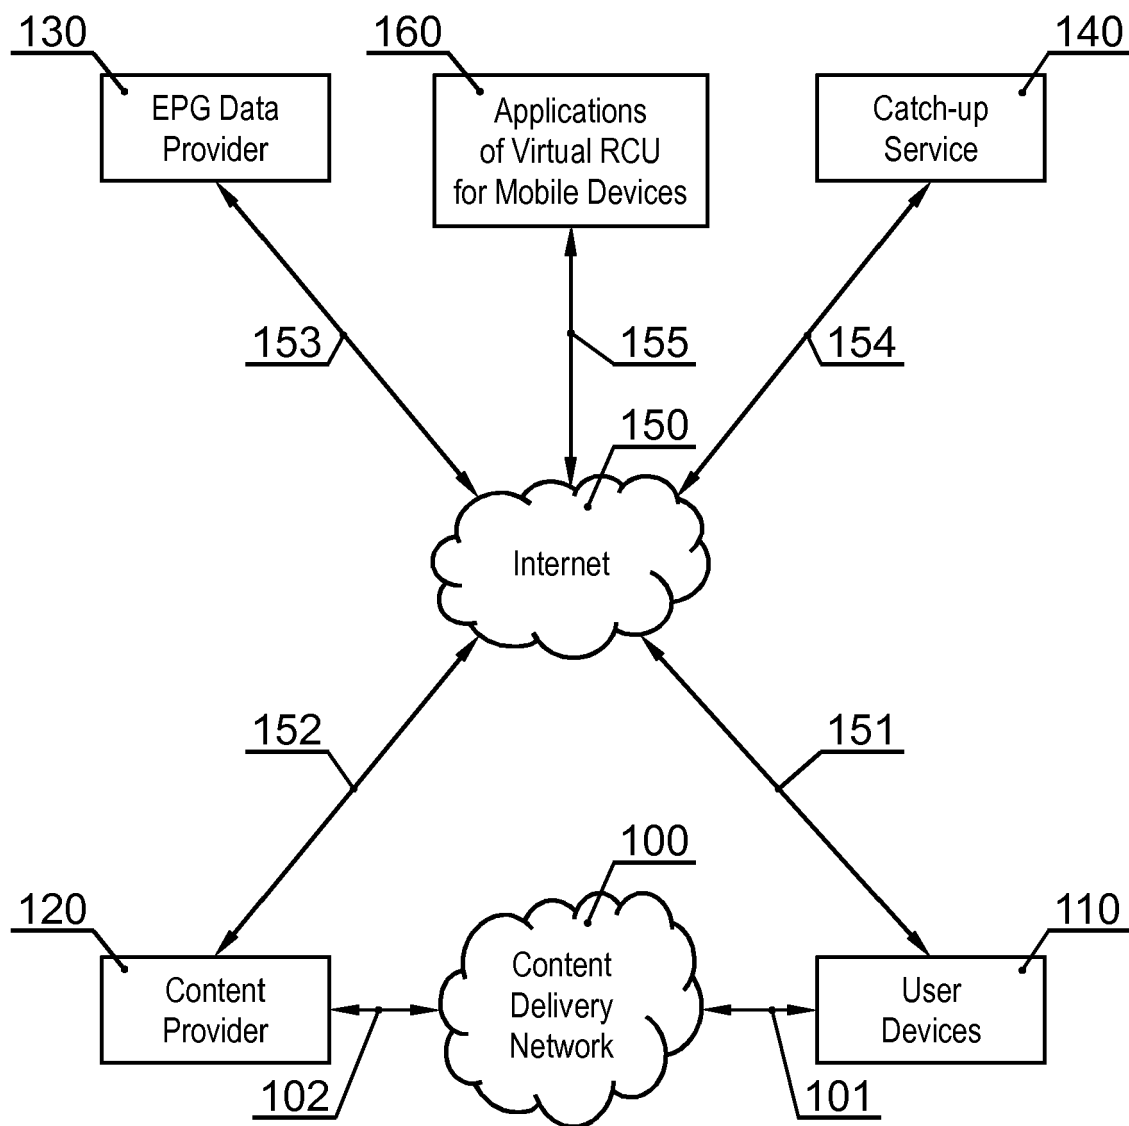 130
160
140
EPG Data
Provider
Applications
of Virtual RCU
for Mobile Devices
Catch-up
Service
153
155
154
150
Internet
152
151
100
120
110
Content
Provider
Content
Delivery
Network
User
Devices
102
101